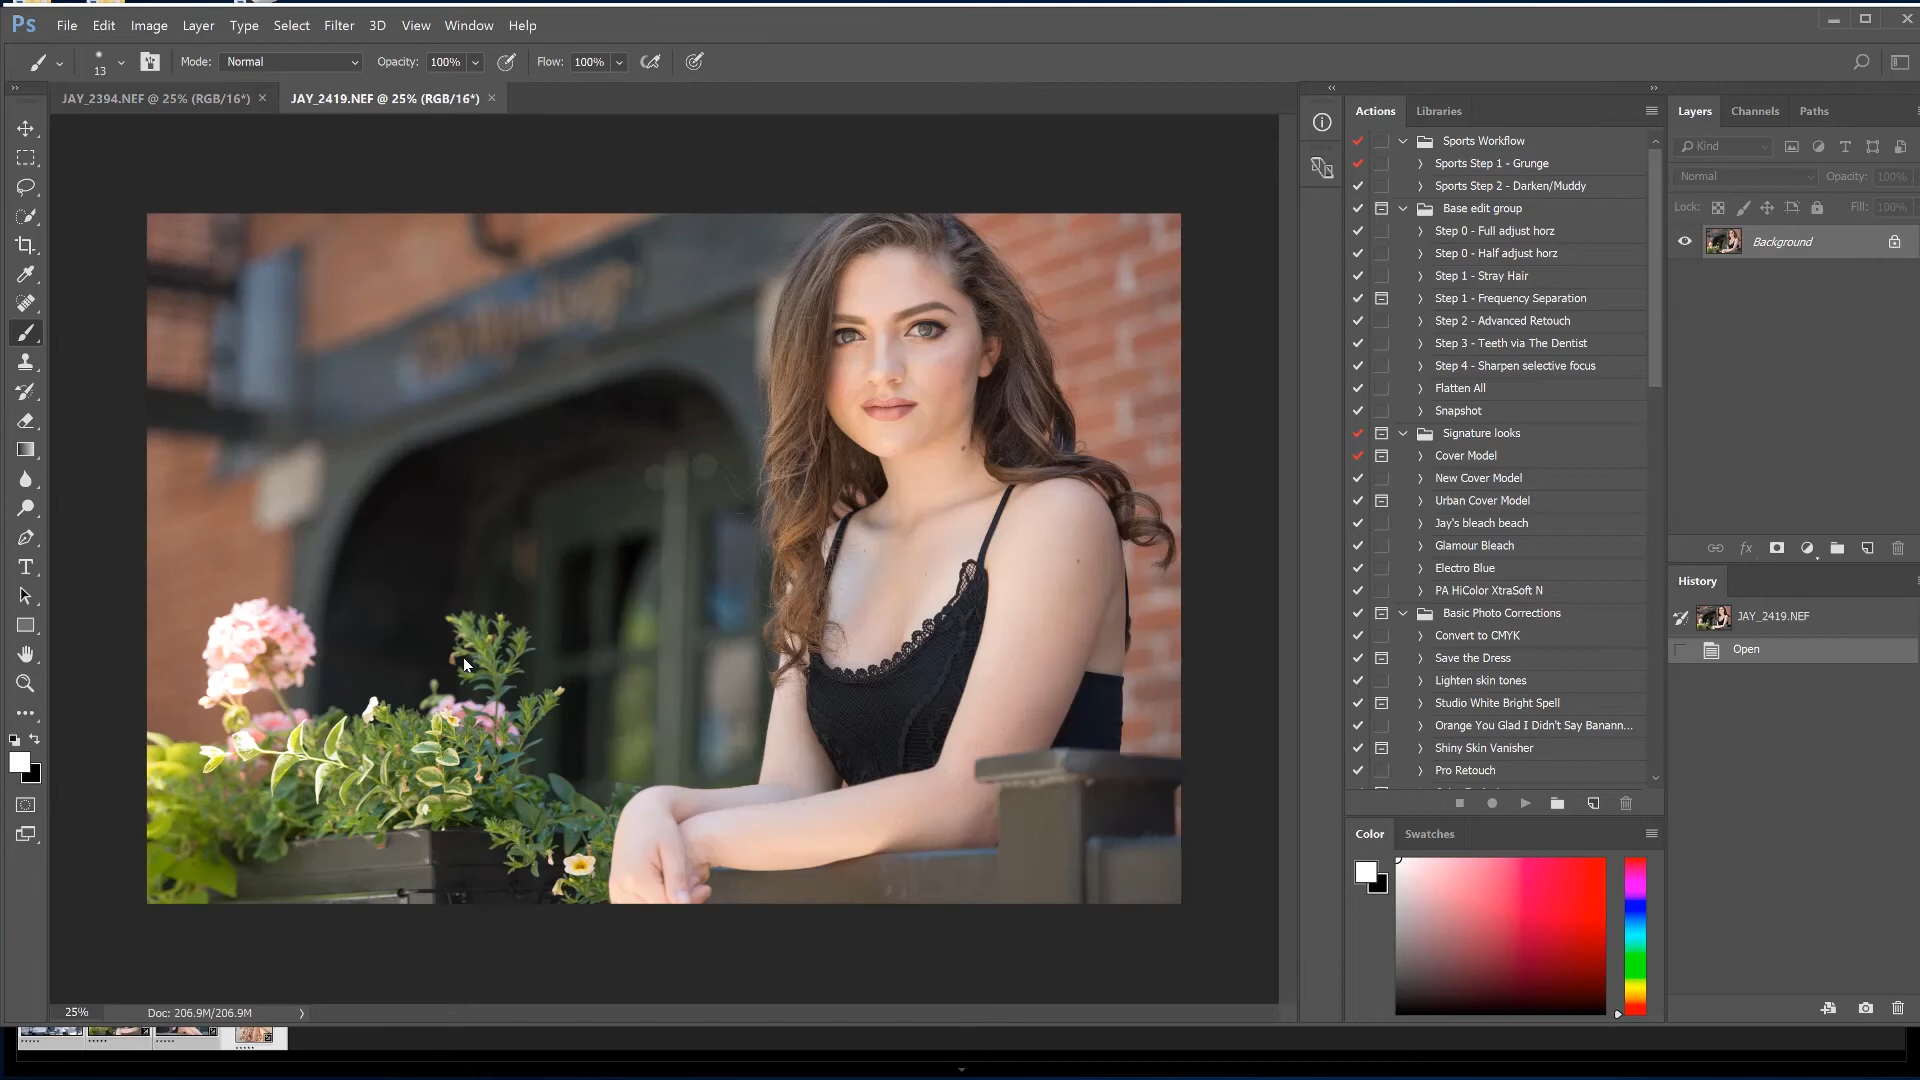 Ps File Edit Image Layer Type Select Filter 3D View Window Help
13 Mode: Normal Opacity: 100% Flow: 100%
JAY_2394.NEF @ 25% (RGB/16*) × JAY_2419.NEF @ 25% (RGB/16*) ×
Actions Libraries
Sports Workflow
Sports Step 1 - Grunge
Sports Step 2 - Darken/Muddy
Base edit group
Step 0 - Full adjust horz
Step 0 - Half adjust horz
Step 1 - Stray Hair
Step 1 - Frequency Separation
Step 2 - Advanced Retouch
Step 3 - Teeth via The Dentist
Step 4 - Sharpen selective focus
Flatten All
Snapshot
Signature looks
Cover Model
New Cover Model
Urban Cover Model
Jay's bleach beach
Glamour Bleach
Electro Blue
PA HiColor XtraSoft N
Basic Photo Corrections
Convert to CMYK
Save the Dress
Lighten skin tones
Studio White Bright Spell
Orange You Glad I Didn't Say Banann...
Shiny Skin Vanisher
Pro Retouch
Color Swatches
Layers Channels Paths
Kind
Normal Opacity: 100%
Lock: Fill: 100%
Background
fx
History
JAY_2419.NEF
Open
25% Doc: 206.9M/206.9M